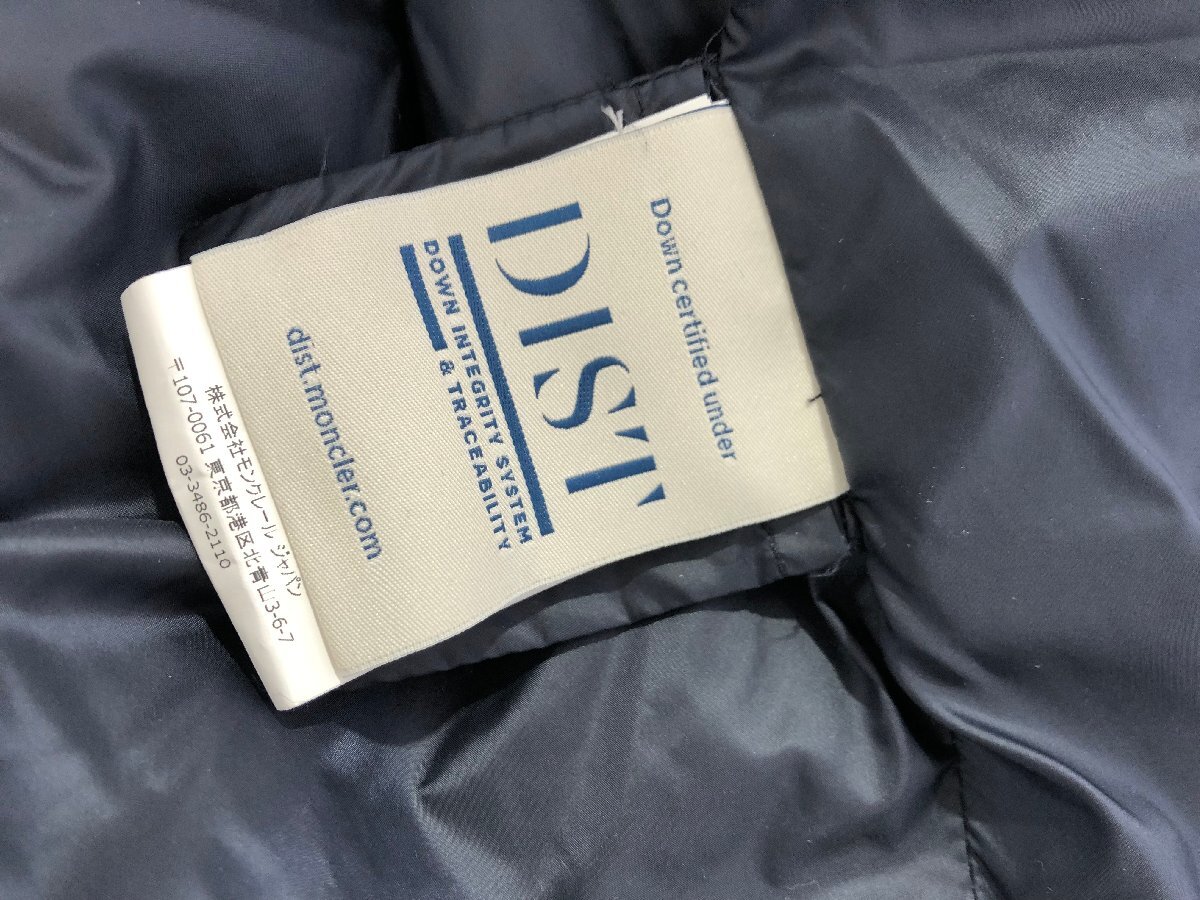 Down certified under
DIST
DOWN INTEGRITY SYSTEM
& TRACEABILITY
dist.moncler.com
株式会社モンクレール ジャパン
〒107-0061 東京都港区北青山3-6-7
03-3486-2110